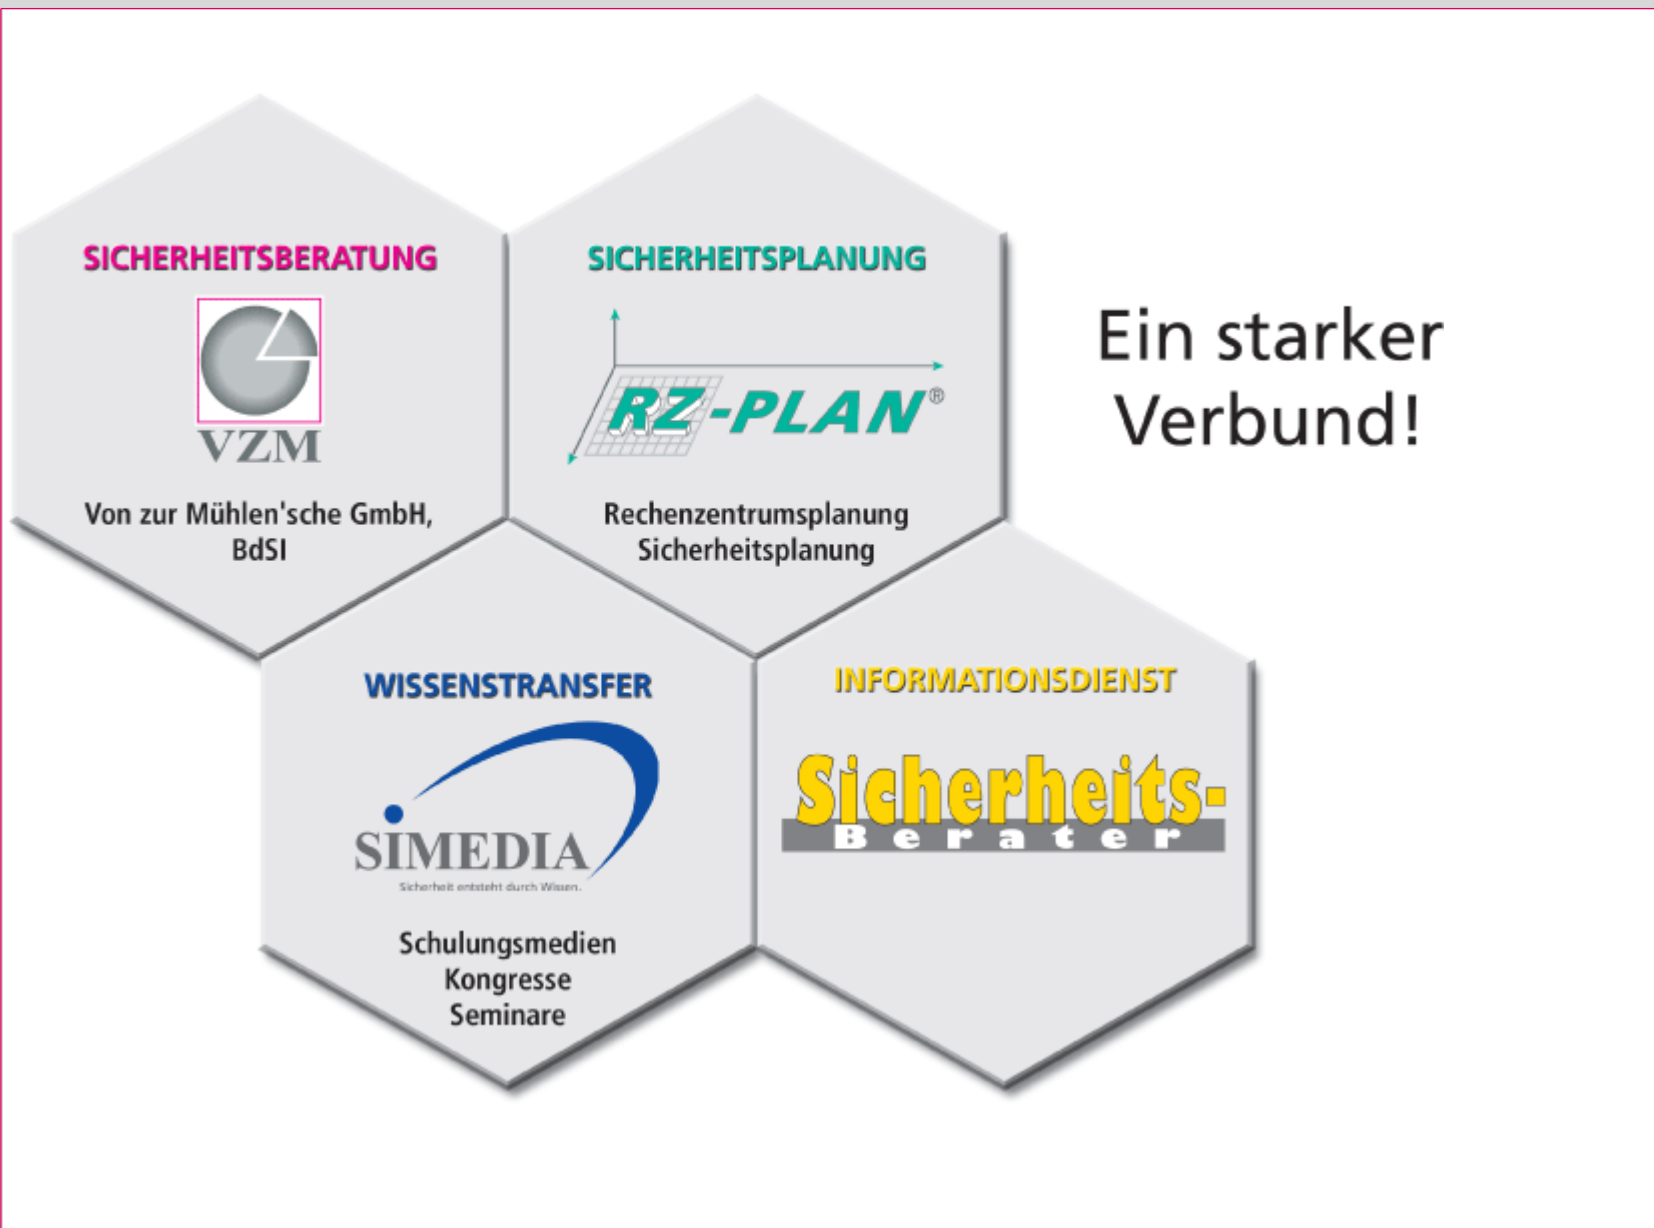 SICHERHEITSBERATUNG
VZM
Von zur Mühlen'sche GmbH,
BdSI
SICHERHEITSPLANUNG
RZ-PLAN®
Rechenzentrumsplanung
Sicherheitsplanung
Ein starker
Verbund!
WISSENSTRANSFER
SIMEDIA
Sicherheit entsteht durch Wissen.
Schulungsmedien
Kongresse
Seminare
INFORMATIONSDIENST
Sicherheits-
Berater